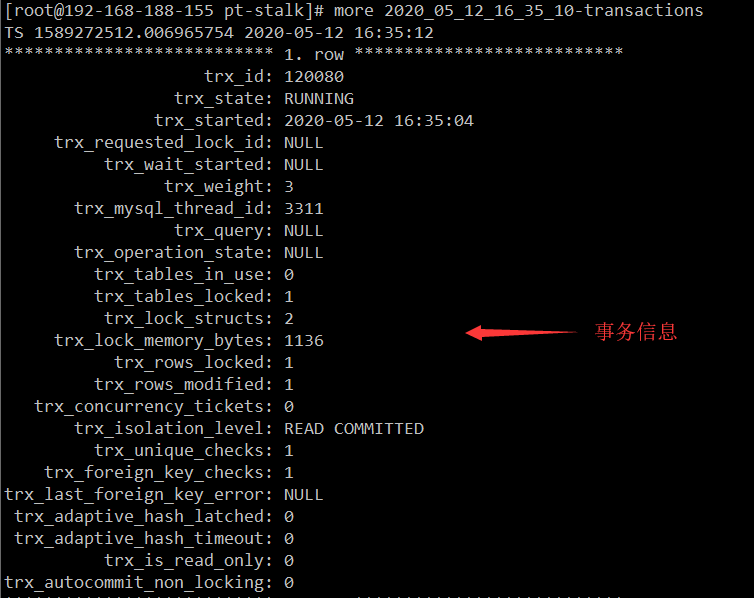 [root@192-168-188-155 pt-stalk]# more 2020_05_12_16_35_10-transactions
TS 1589272512.006965754 2020-05-12 16:35:12
*************************** 1. row ***************************
trx_id: 120080
trx_state: RUNNING
trx_started: 2020-05-12 16:35:04
trx_requested_lock_id: NULL
trx_wait_started: NULL
trx_weight: 3
trx_mysql_thread_id: 3311
trx_query: NULL
trx_operation_state: NULL
trx_tables_in_use: 0
trx_tables_locked: 1
trx_lock_structs: 2
事务信息
trx_lock_memory_bytes: 1136
trx_rows_locked: 1
trx_rows_modified: 1
trx_concurrency_tickets: 0
trx_isolation_level: READ COMMITTED
trx_unique_checks: 1
trx_foreign_key_checks: 1
trx_last_foreign_key_error: NULL
trx_adaptive_hash_latched: 0
trx_adaptive_hash_timeout: 0
trx_is_read_only: 0
trx_autocommit_non_locking: 0